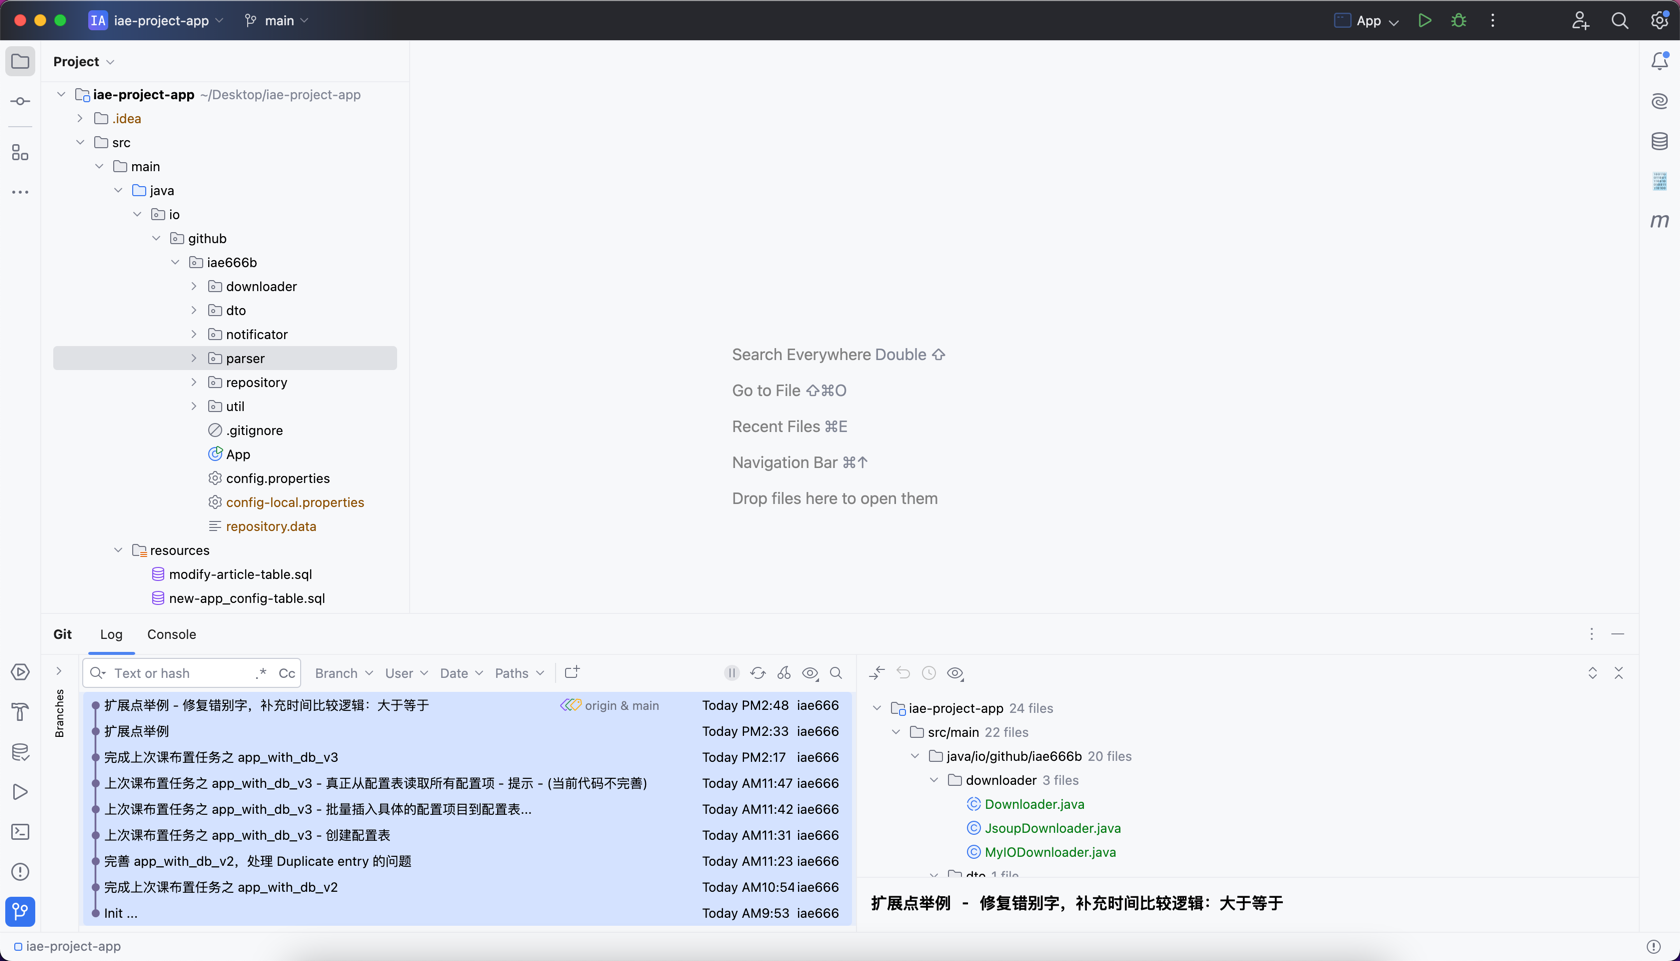 IA iae-project-app main App
Project
iae-project-app ~/Desktop/iae-project-app
.idea
src
main
java
io
github
iae666b
downloader
dto
notificator
parser
repository
util
.gitignore
App
config.properties
config-local.properties
repository.data
resources
modify-article-table.sql
new-app_config-table.sql
Search Everywhere Double ⇧
Go to File ⇧⌘O
Recent Files ⌘E
Navigation Bar ⌘↑
Drop files here to open them
m
Git Log Console
Branches
Text or hash .* Cc Branch User Date Paths
扩展点举例 - 修复错别字，补充时间比较逻辑：大于等于 origin & main Today PM2:48 iae666
扩展点举例 Today PM2:33 iae666
完成上次课布置任务之 app_with_db_v3 Today PM2:17 iae666
上次课布置任务之 app_with_db_v3 - 真正从配置表读取所有配置项 - 提示 - (当前代码不完善) Today AM11:47 iae666
上次课布置任务之 app_with_db_v3 - 批量插入具体的配置项目到配置表... Today AM11:42 iae666
上次课布置任务之 app_with_db_v3 - 创建配置表 Today AM11:31 iae666
完善 app_with_db_v2，处理 Duplicate entry 的问题 Today AM11:23 iae666
完成上次课布置任务之 app_with_db_v2 Today AM10:54 iae666
Init ... Today AM9:53 iae666
iae-project-app 24 files
src/main 22 files
java/io/github/iae666b 20 files
downloader 3 files
Downloader.java
JsoupDownloader.java
MyIODownloader.java
dto 1 file
扩展点举例 - 修复错别字，补充时间比较逻辑：大于等于
iae-project-app